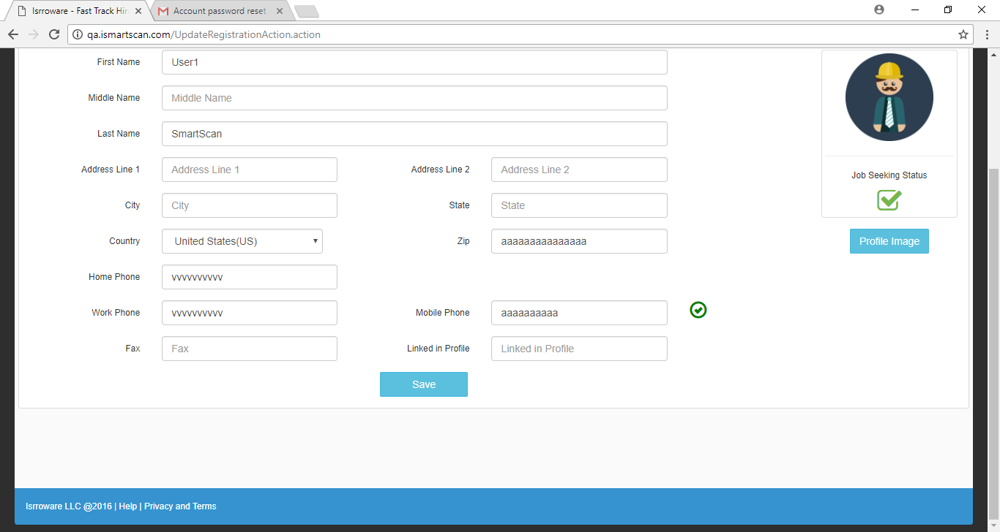 Isrroware - Fast Track Hir
Account password reset
qa.ismartscan.com/UpdateRegistrationAction.action
First Name User1
Middle Name Middle Name
Last Name SmartScan
Address Line 1 Address Line 1 Address Line 2 Address Line 2
City City State State
Country United States(US) Zip aaaaaaaaaaaaaaa
Home Phone vvvvvvvvvv
Work Phone vvvvvvvvvv Mobile Phone aaaaaaaaaa
Fax Fax Linked in Profile Linked in Profile
Save
Job Seeking Status
Profile Image
Isrroware LLC @2016 | Help | Privacy and Terms